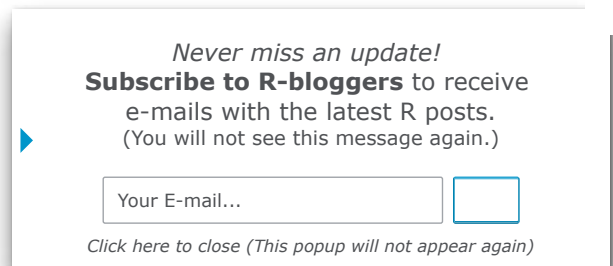 Never miss an update!
Subscribe to R-bloggers to receive
e-mails with the latest R posts.
(You will not see this message again.)
Your E-mail...
Click here to close (This popup will not appear again)